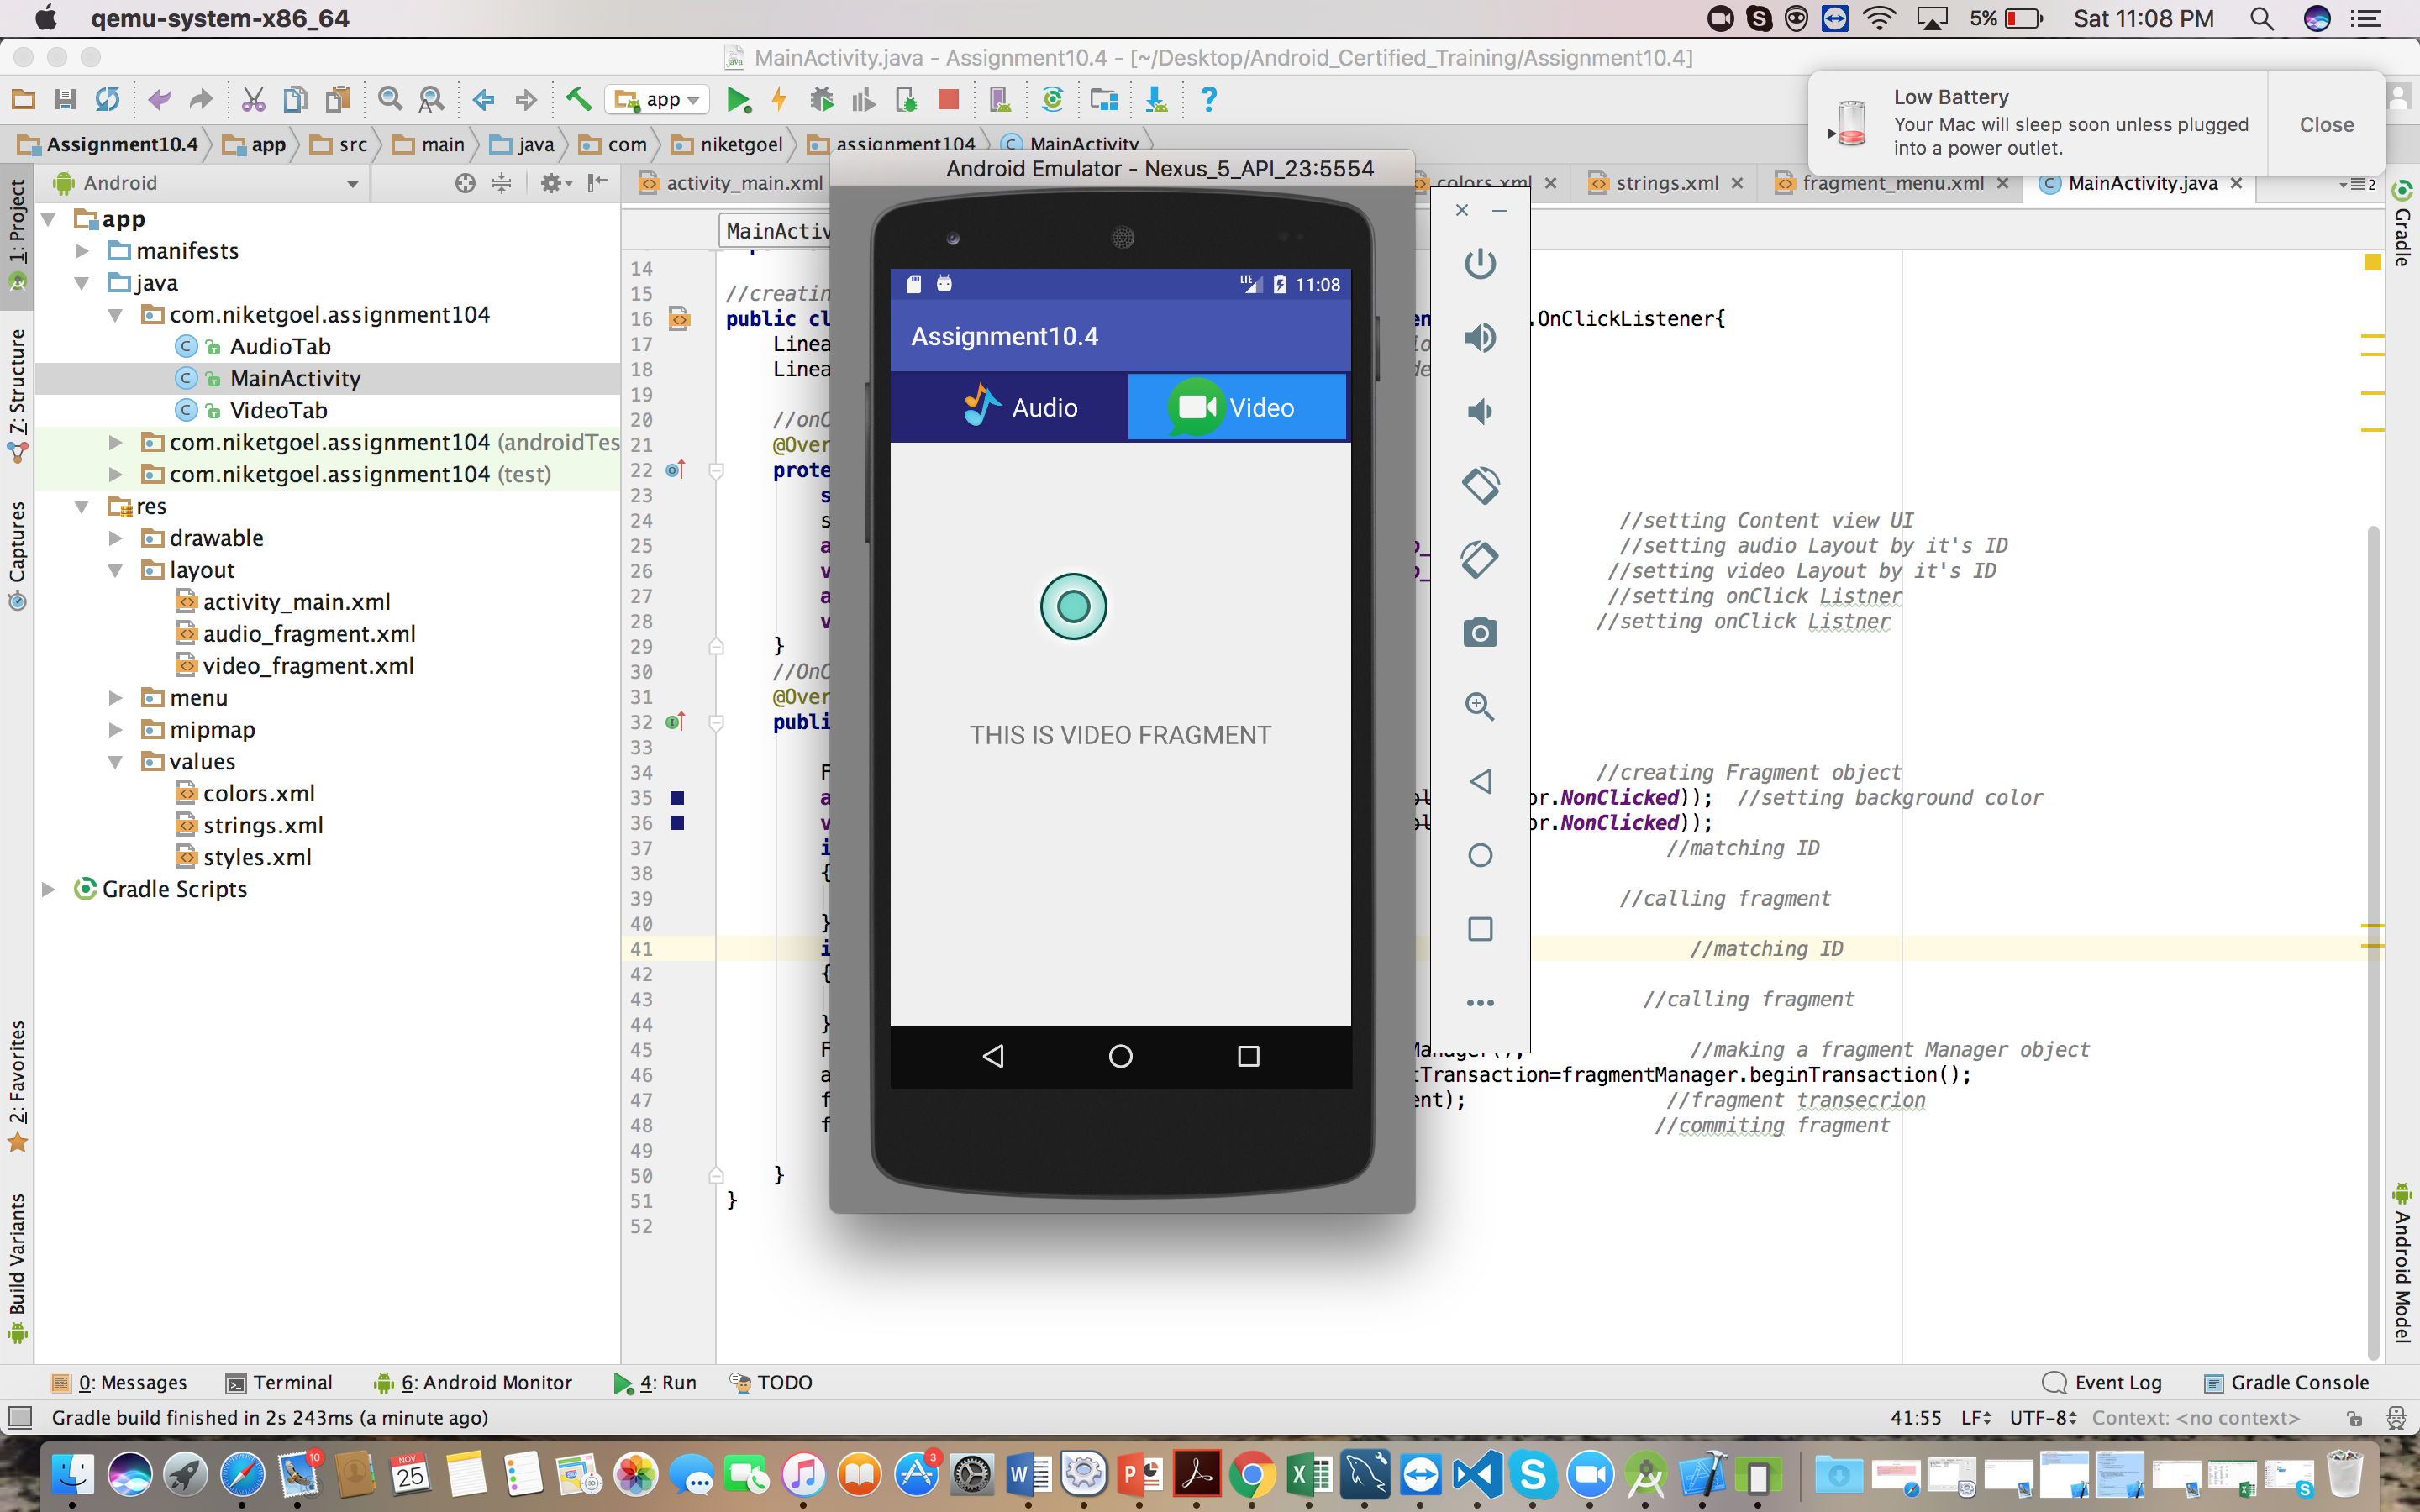 qemu-system-x86_64
5%
Sat 11:08 PM
MainActivity.java - Assignment10.4 - [~/Desktop/Android_Certified_Training/Assignment10.4]
app
Low Battery
Your Mac will sleep soon unless plugged
into a power outlet.
Close
Assignment10.4
app
src
main
java
com
niketgoel
assignment104
MainActivity
Android Emulator - Nexus_5_API_23:5554
Android
activity_main.xml
colors.xml
strings.xml
fragment_menu.xml
MainActivity.java
2
1: Project
Z: Structure
Captures
2: Favorites
Build Variants
Gradle
Android Model
app
manifests
java
com.niketgoel.assignment104
AudioTab
MainActivity
VideoTab
com.niketgoel.assignment104 (androidTes
com.niketgoel.assignment104 (test)
res
drawable
layout
activity_main.xml
audio_fragment.xml
video_fragment.xml
menu
mipmap
values
colors.xml
strings.xml
styles.xml
Gradle Scripts
MainActiv
14
15 //creatin
16 public cl .OnClickListener{
17 Linea
18 Linea
19
20 //onC
21 @Over
22 prote
23 s
24 s //setting Content view UI
25 a //setting audio Layout by it's ID
26 v //setting video Layout by it's ID
27 a //setting onClick Listner
28 v //setting onClick Listner
29 }
30 //OnC
31 @Over
32 publi
33
34 F //creating Fragment object
35 a or.NonClicked)); //setting background color
36 v or.NonClicked));
37 i //matching ID
38 {
39 //calling fragment
40 }
41 i //matching ID
42 {
43 //calling fragment
44 }
45 F Manager(); //making a fragment Manager object
46 a tTransaction=fragmentManager.beginTransaction();
47 f ent); //fragment transecrion
48 f //commiting fragment
49
50 }
51 }
52
LTE
11:08
Assignment10.4
Audio
Video
THIS IS VIDEO FRAGMENT
0: Messages
Terminal
6: Android Monitor
4: Run
TODO
Event Log
Gradle Console
Gradle build finished in 2s 243ms (a minute ago)
41:55
LF
UTF-8
Context: <no context>
10
NOV
25
3